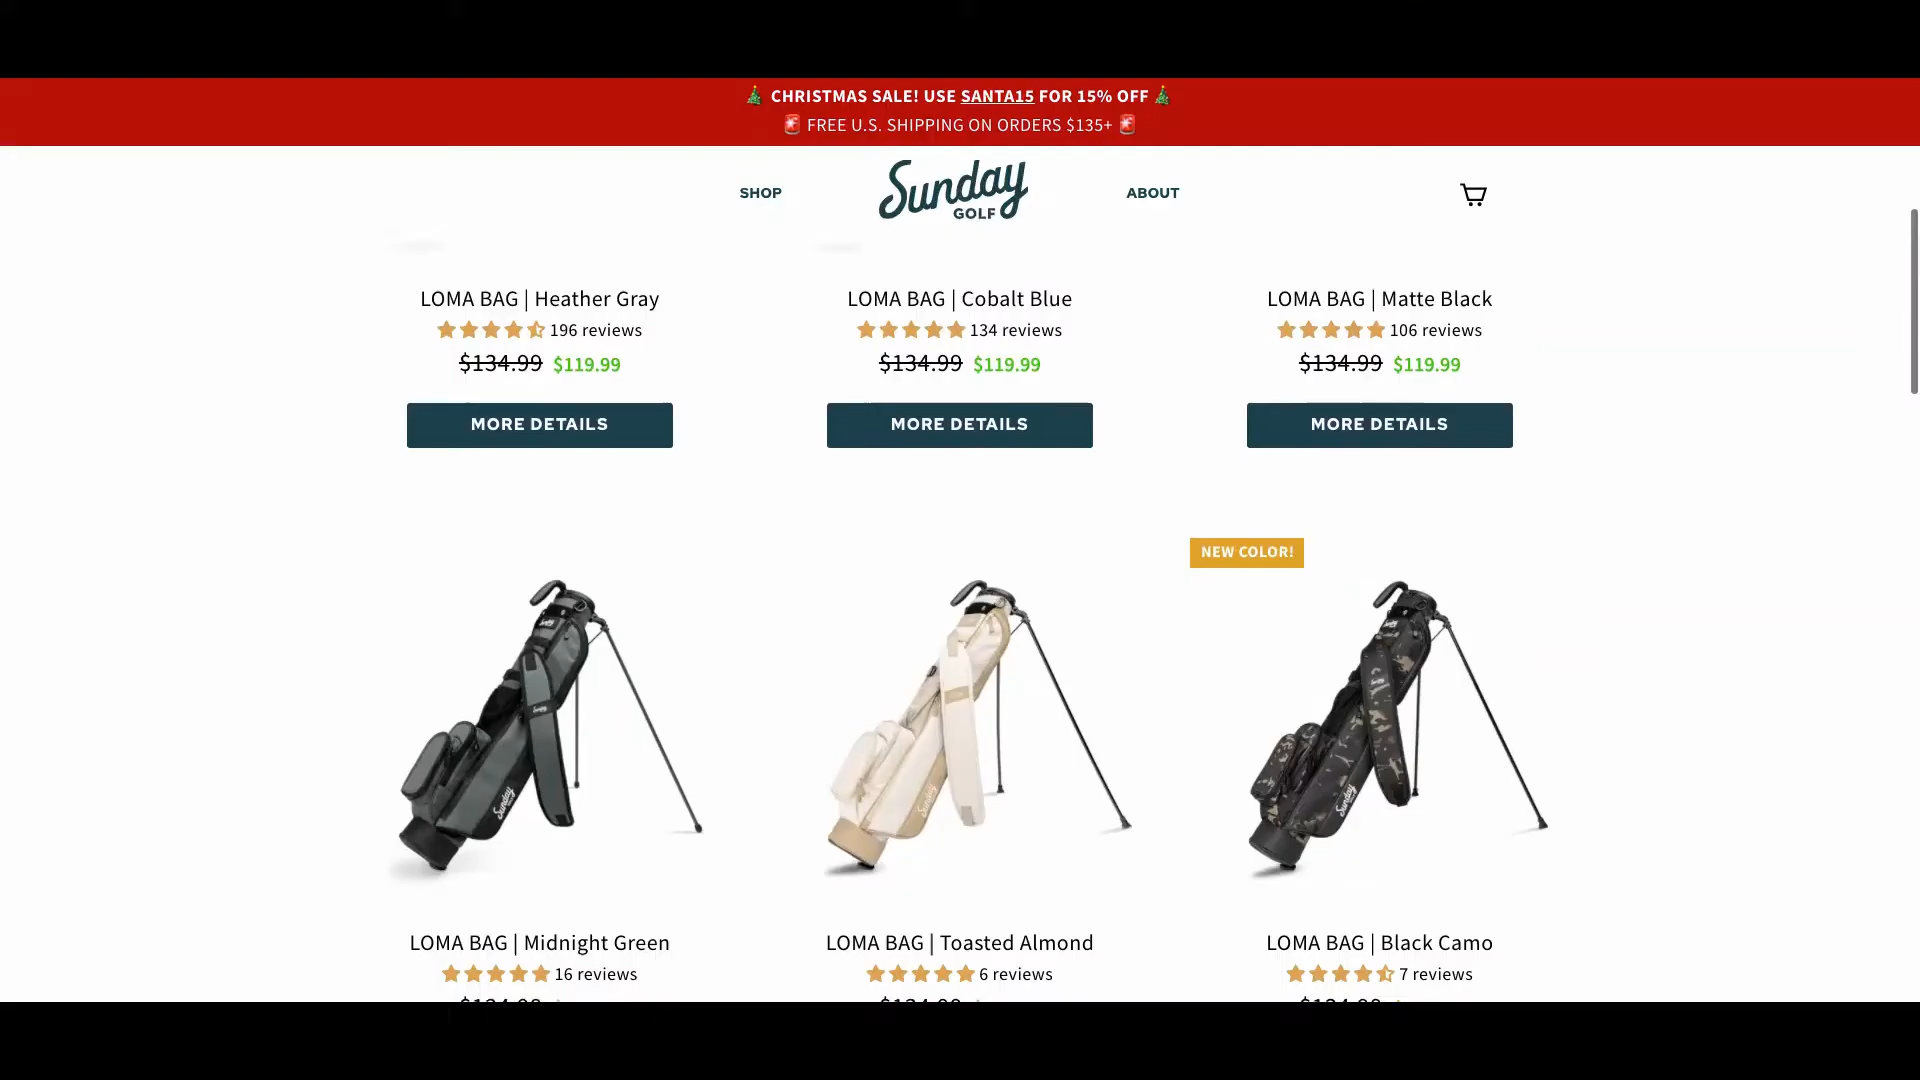 🎄 CHRISTMAS SALE! USE SANTA15 FOR 15% OFF 🎄
🚨 FREE U.S. SHIPPING ON ORDERS $135+ 🚨
SHOP
Sunday
GOLF
ABOUT
LOMA BAG | Heather Gray
196 reviews
$134.99 $119.99
MORE DETAILS
LOMA BAG | Cobalt Blue
134 reviews
$134.99 $119.99
MORE DETAILS
LOMA BAG | Matte Black
106 reviews
$134.99 $119.99
MORE DETAILS
NEW COLOR!
Sunday
Sunday
Sunday
LOMA BAG | Midnight Green
16 reviews
LOMA BAG | Toasted Almond
6 reviews
LOMA BAG | Black Camo
7 reviews